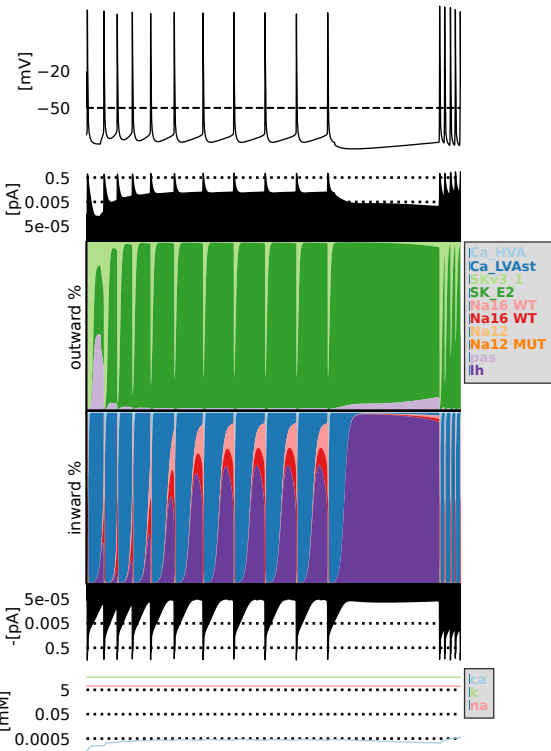 [mV]
−20
−50
[pA]
0.5
0.005
5e-05
outward %
Ca_HVA
Ca_LVAst
SKv3_1
SK_E2
Na16 WT
Na16 WT
Na12
Na12 MUT
pas
Ih
inward %
-[pA]
5e-05
0.005
0.5
[mM]
5
0.05
0.0005
ca
k
na